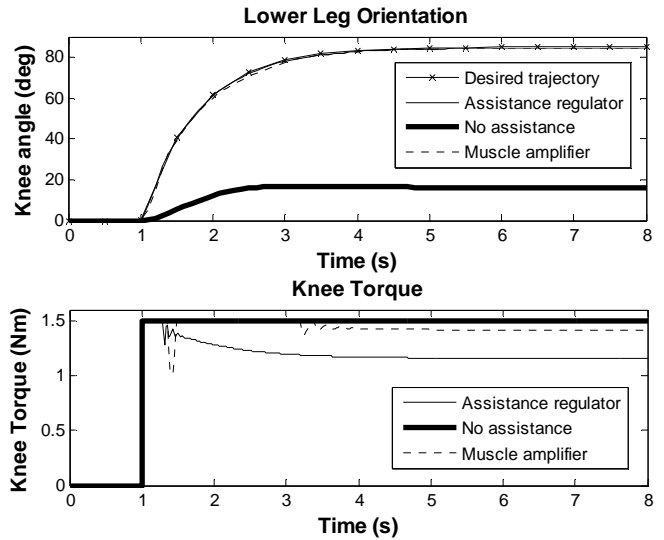 Lower Leg Orientation
80
60
40
20
0
Knee angle (deg)
Desired trajectory
Assistance regulator
No assistance
Muscle amplifier
0 1 2 3 4 5 6 7 8
Time (s)
Knee Torque
1.5
1
0.5
0
Knee Torque (Nm)
Assistance regulator
No assistance
Muscle amplifier
0 1 2 3 4 5 6 7 8
Time (s)